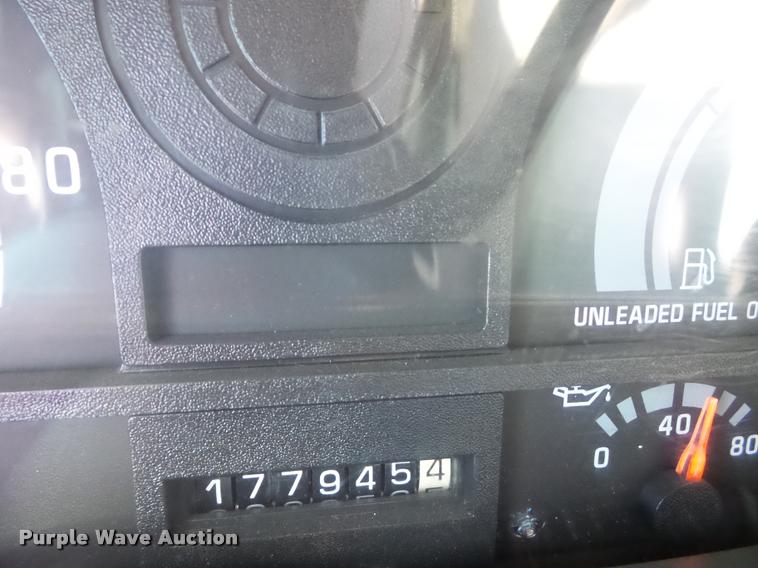 80
UNLEADED FUEL O
0 40 80
1779454
Purple Wave Auction